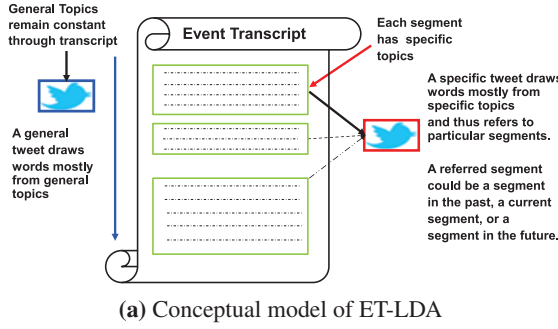 General Topics
remain constant
through transcript
A general
tweet draws
words mostly
from general
topics
Event Transcript
Each segment
has specific
topics
A specific tweet draws
words mostly from
specific topics
and thus refers to
particular segments.
A referred segment
could be a segment
in the past, a current
segment, or a
segment in the future.
(a) Conceptual model of ET-LDA